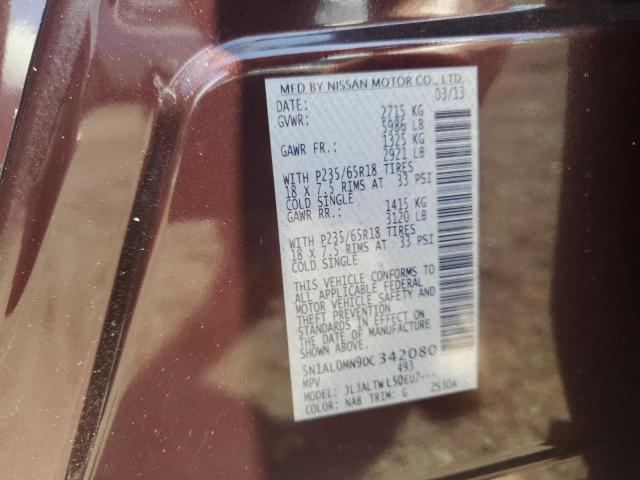 MFD BY NISSAN MOTOR CO., LTD.
DATE: 03/13
GVWR: 2715 KG
5986 LB
GAWR FR.: 1325 KG
2921 LB
WITH P235/65R18 TIRES
18 X 7.5 RIMS AT 33 PSI
COLD SINGLE
GAWR RR.: 1415 KG
3120 LB
WITH P235/65R18 TIRES
18 X 7.5 RIMS AT 33 PSI
COLD SINGLE
THIS VEHICLE CONFORMS TO
ALL APPLICABLE FEDERAL
MOTOR VEHICLE SAFETY AND
THEFT PREVENTION
STANDARDS IN EFFECT ON
THE DATE OF MANUFACTURE
5N1AL0MN9DC342080
MPV 493
JLJALTWL50EU7---
COLOR: NAB TRIM: G ZS30A